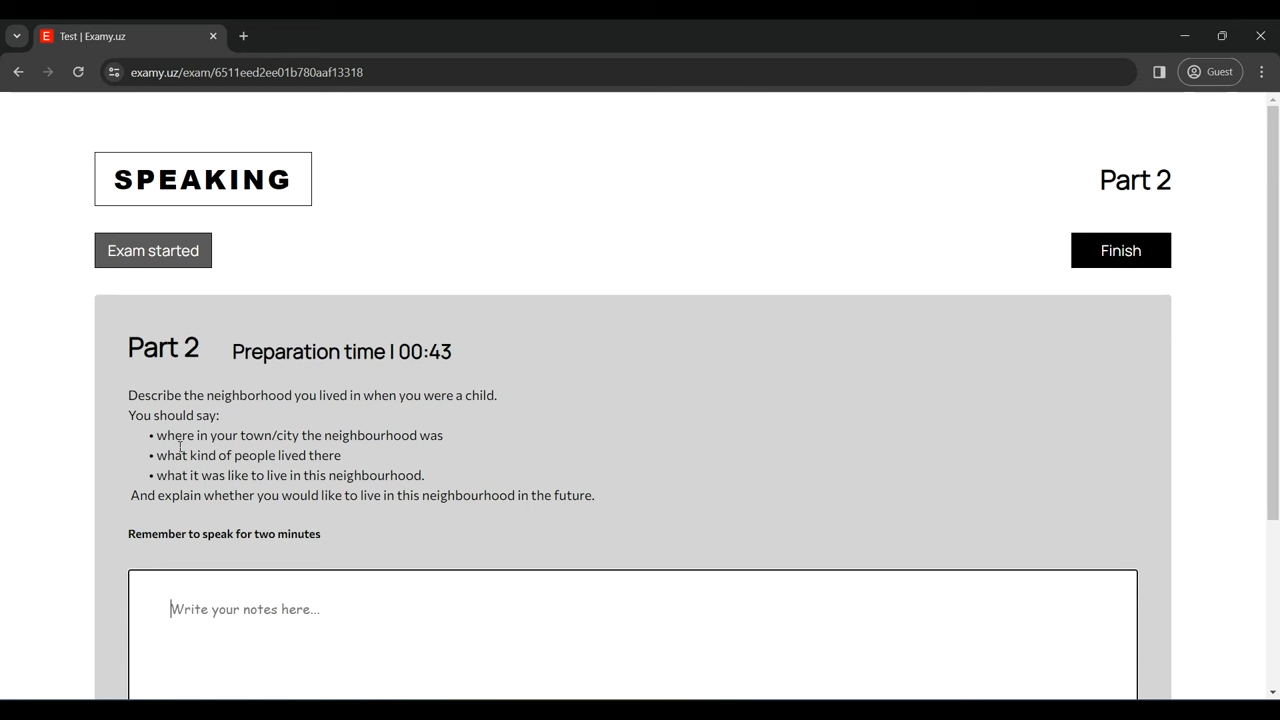 E Test | Examy.uz
examy.uz/exam/6511eed2ee01b780aaf13318
Guest
SPEAKING
Part 2
Exam started
Finish
Part 2
Preparation time | 00:43
Describe the neighborhood you lived in when you were a child.
You should say:
• where in your town/city the neighbourhood was
• what kind of people lived there
• what it was like to live in this neighbourhood.
And explain whether you would like to live in this neighbourhood in the future.
Remember to speak for two minutes
Write your notes here...